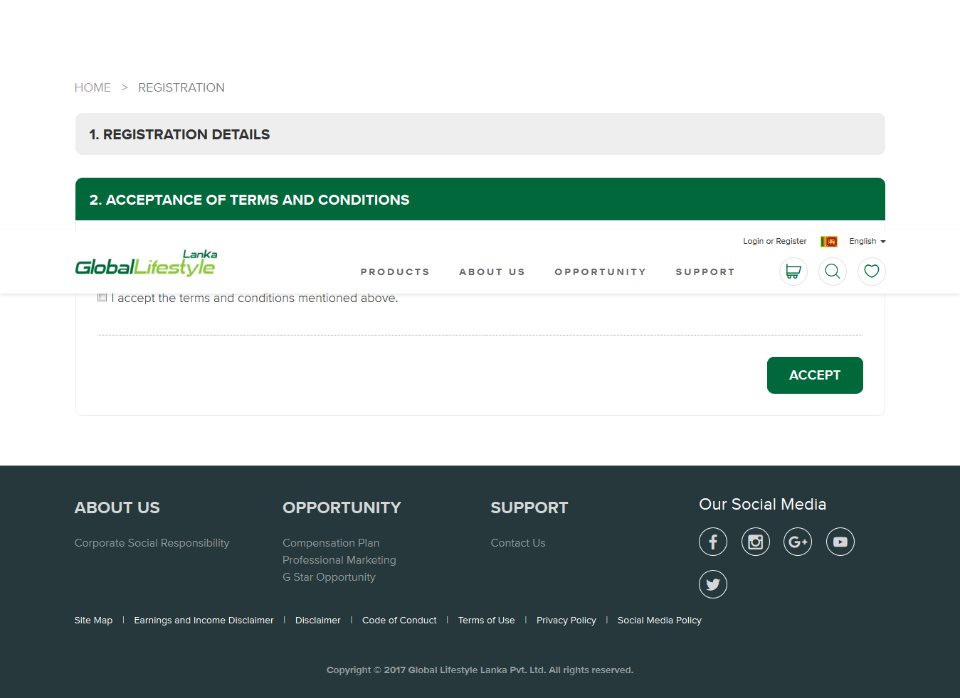 HOME > REGISTRATION
1. REGISTRATION DETAILS
2. ACCEPTANCE OF TERMS AND CONDITIONS
Login or Register English
Lanka
GlobalLifestyle
PRODUCTS ABOUT US OPPORTUNITY SUPPORT
I accept the terms and conditions mentioned above.
ACCEPT
ABOUT US OPPORTUNITY SUPPORT Our Social Media
Corporate Social Responsibility Compensation Plan Contact Us
Professional Marketing
G Star Opportunity
Site Map | Earnings and Income Disclaimer | Disclaimer | Code of Conduct | Terms of Use | Privacy Policy | Social Media Policy
Copyright © 2017 Global Lifestyle Lanka Pvt. Ltd. All rights reserved.